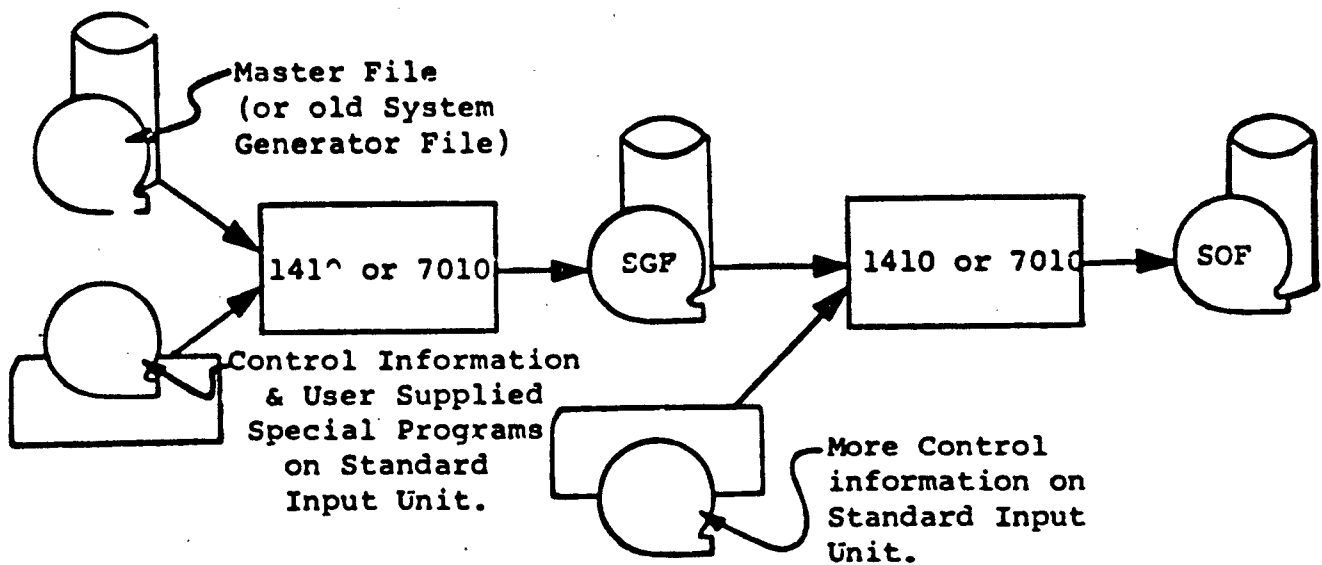 Master File
(or old System
Generator File)
141^ or 7010
SGF
1410 or 7010
SOF
Control Information
& User Supplied
Special Programs
on Standard
Input Unit.
More Control
information on
Standard Input
Unit.